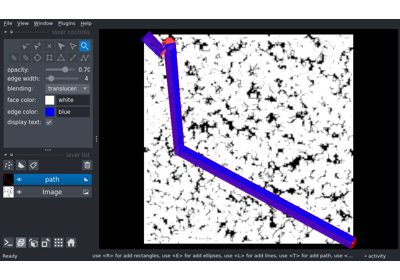 File View Window Plugins Help
layer controls
opacity: 0.70
edge width: 4
blending: translucen
face color: white
edge color: blue
display text:
layer list
path
Image
Ready
use <R> for add rectangles, use <E> for add ellipses, use <L> for add lines, use <T> for add path, use <...
activity